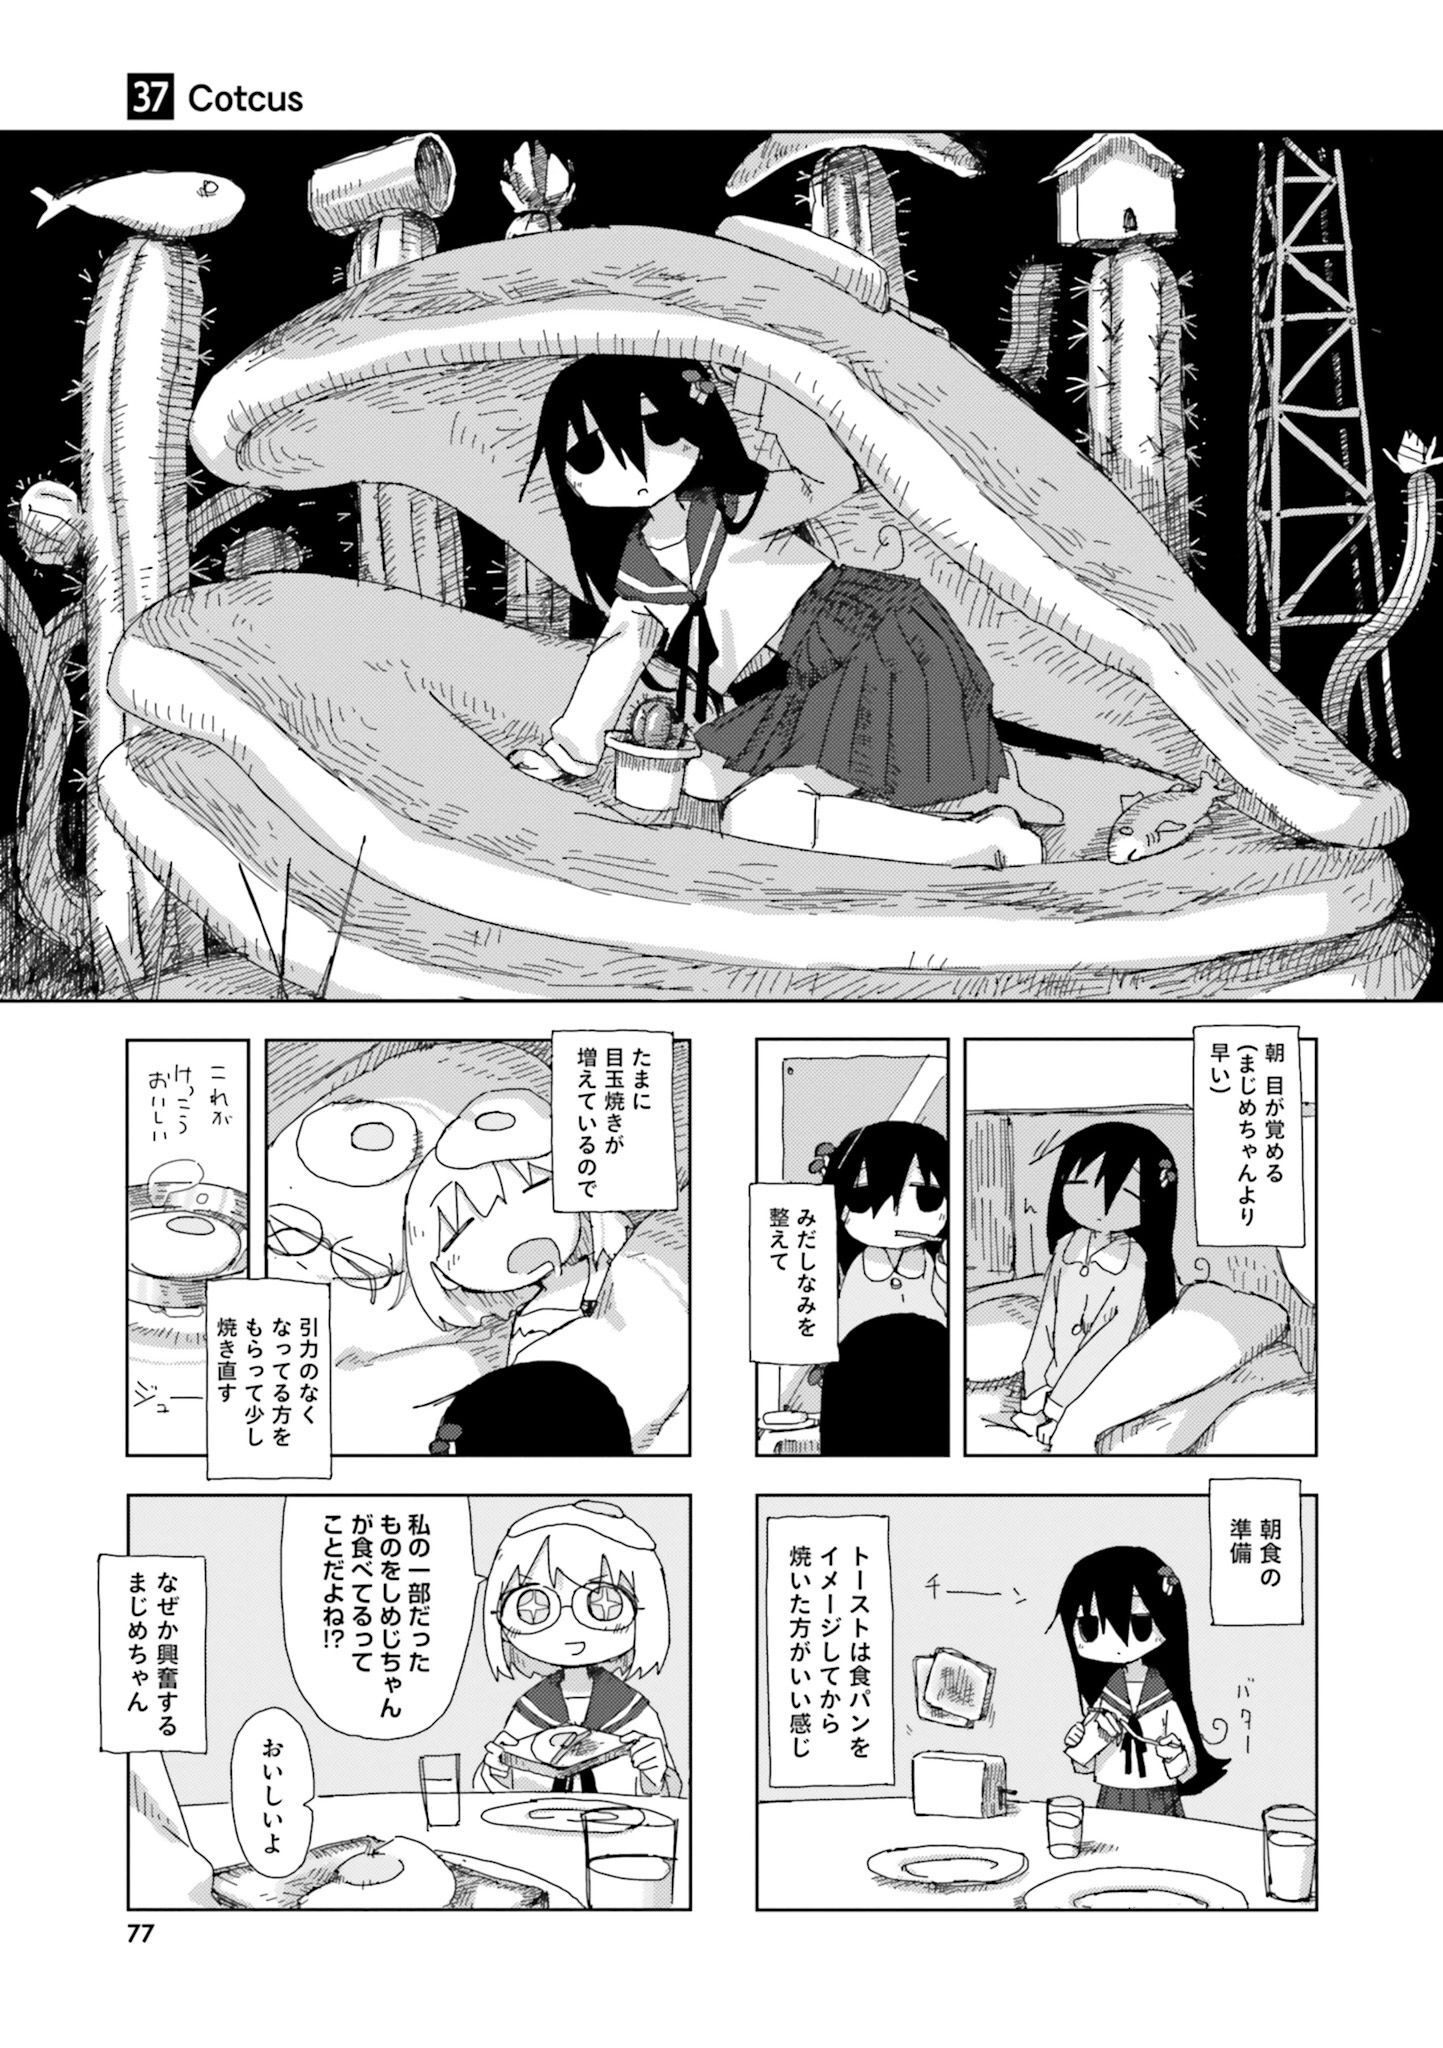 37 Cotcus
朝 目が覚める
(まじめちゃんより
早い)
みだしなみを
整えて
朝食の
準備
トーストは食パンを
イメージしてから
焼いた方がいい感じ
チーン
バター
たまに
目玉焼きが
増えているので
引力のなく
なってる方を
もらって少し
焼き直す
これが
けっこう
おいしい
ジュー
私の一部だった
ものをしめじちゃん
が食べてるって
ことだよね!?
おいしいよ
なぜか興奮する
まじめちゃん
77